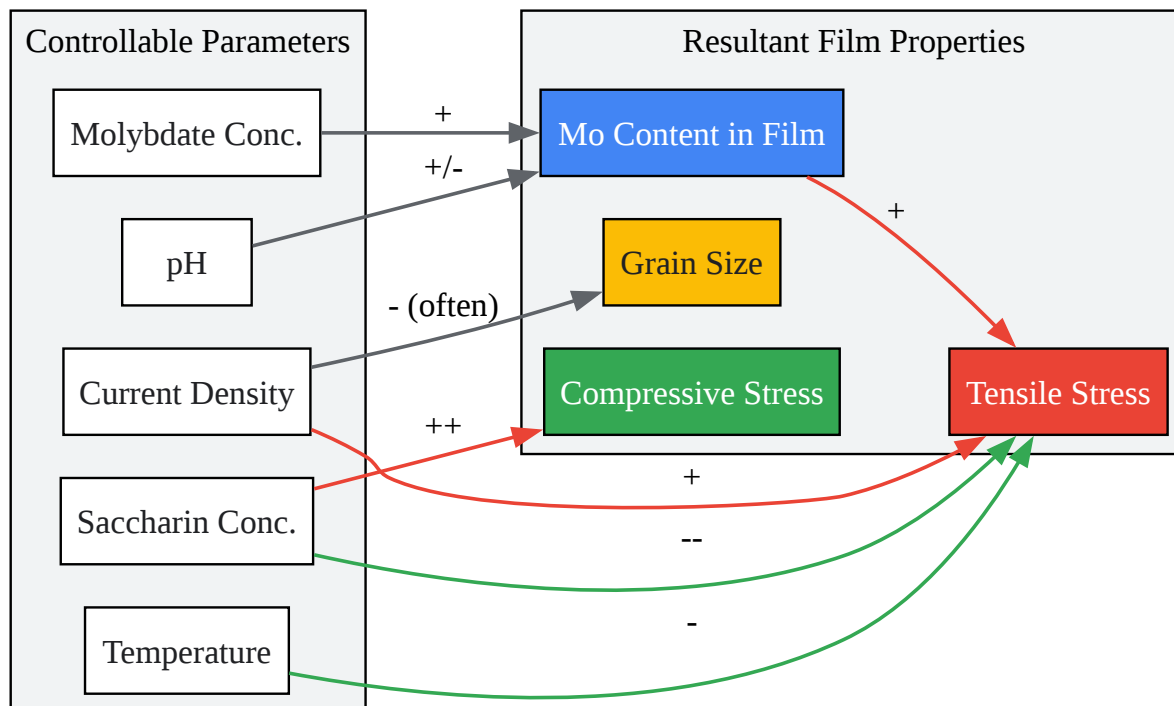 Controllable Parameters
Resultant Film Properties
Molybdate Conc.
+
Mo Content in Film
+/-
+
pH
Grain Size
- (often)
Current Density
Compressive Stress
Tensile Stress
++
+
Saccharin Conc.
--
-
Temperature